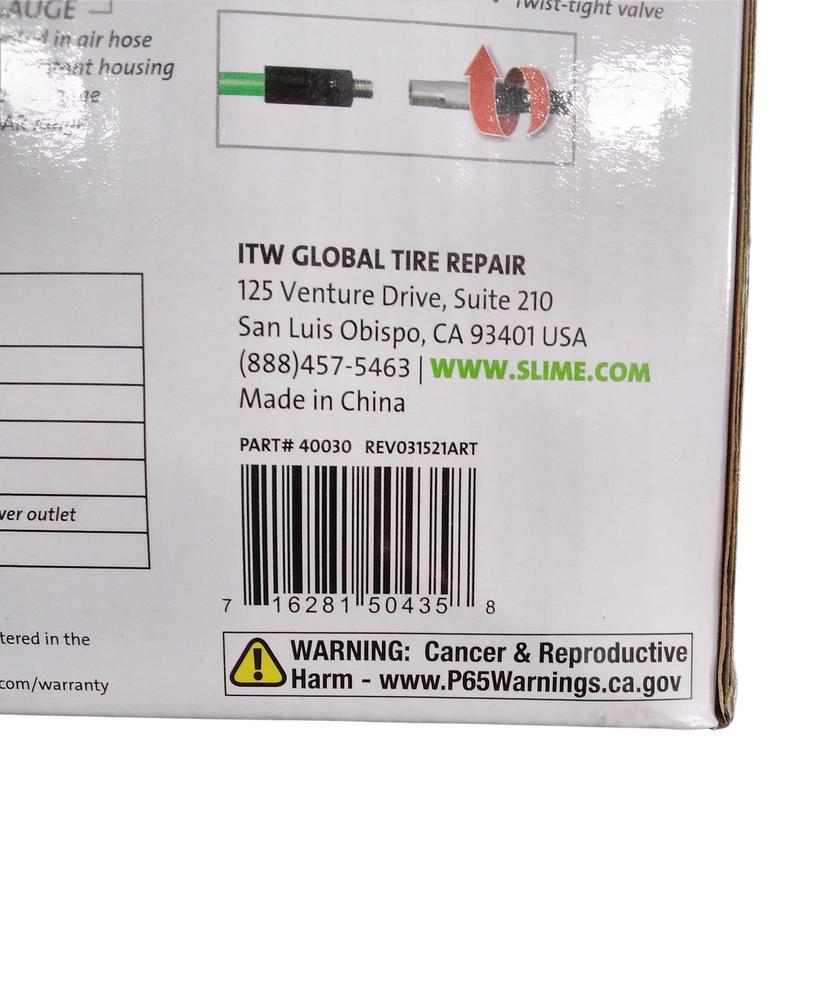 AUGE
Twist-tight valve
in air hose
housing
ITW GLOBAL TIRE REPAIR
125 Venture Drive, Suite 210
San Luis Obispo, CA 93401 USA
(888)457-5463 | WWW.SLIME.COM
Made in China
PART# 40030 REV031521ART
7 16281 50435 8
ver outlet
tered in the
com/warranty
WARNING: Cancer & Reproductive
Harm - www.P65Warnings.ca.gov